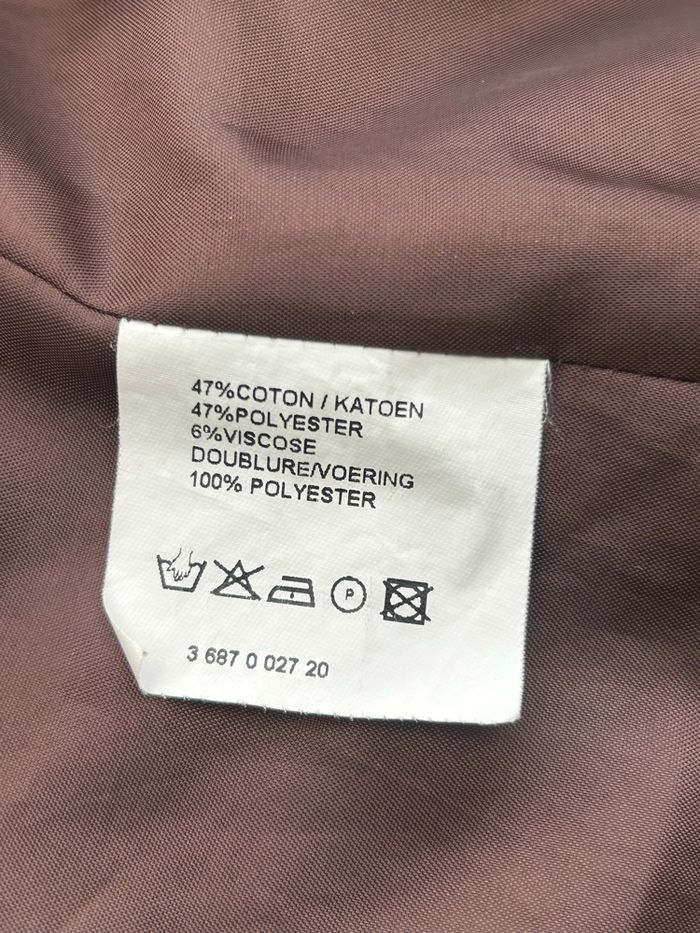 47%COTON / KATOEN
47%POLYESTER
6%VISCOSE
DOUBLURE/VOERING
100% POLYESTER
P
3 687 0 027 20